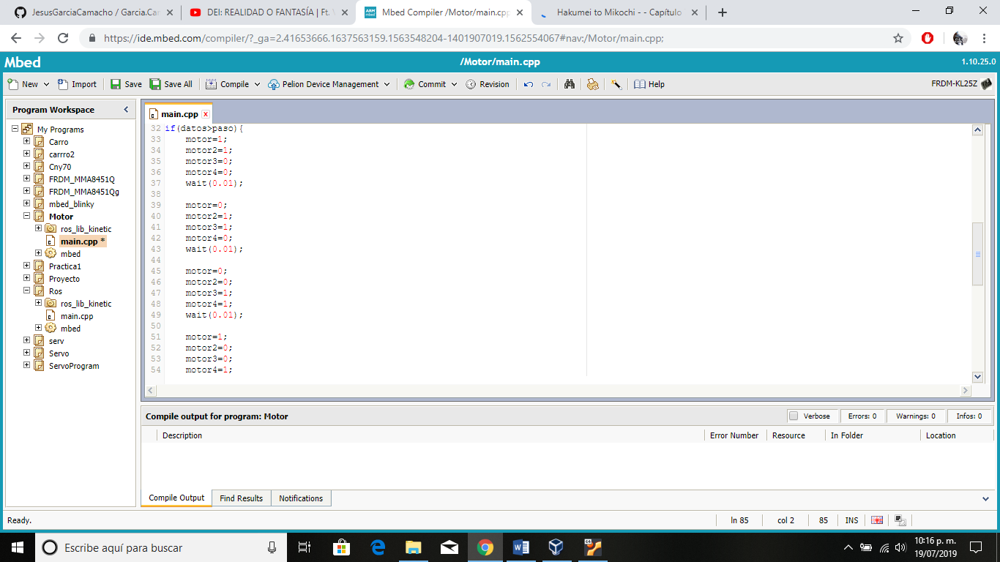 JesusGarciaCamacho / Garcia.Car
DEI: REALIDAD O FANTASÍA | Ft. 
Mbed Compiler /Motor/main.cpp
Hakumei to Mikochi - - Capítulo
https://ide.mbed.com/compiler/?_ga=2.41653666.1637563159.1563548204-1401907019.1562554067#nav:/Motor/main.cpp;
Mbed
/Motor/main.cpp
1.10.25.0
New
Import
Save
Save All
Compile
Pelion Device Management
Commit
Revision
Help
FRDM-KL25Z
Program Workspace
My Programs
Carro
carrro2
Cny70
FRDM_MMA8451Q
FRDM_MMA8451Qg
mbed_blinky
Motor
ros_lib_kinetic
main.cpp *
mbed
Practica1
Proyecto
Ros
ros_lib_kinetic
main.cpp
mbed
serv
Servo
ServoProgram
main.cpp x
32 if(datos>paso){
33 motor=1;
34 motor2=1;
35 motor3=0;
36 motor4=0;
37 wait(0.01);
38
39 motor=0;
40 motor2=1;
41 motor3=1;
42 motor4=0;
43 wait(0.01);
44
45 motor=0;
46 motor2=0;
47 motor3=1;
48 motor4=1;
49 wait(0.01);
50
51 motor=1;
52 motor2=0;
53 motor3=0;
54 motor4=1;
Compile output for program: Motor
Verbose
Errors: 0
Warnings: 0
Infos: 0
Description
Error Number
Resource
In Folder
Location
Compile Output
Find Results
Notifications
Ready.
ln 85
col 2
85
INS
Escribe aquí para buscar
10:16 p. m.
19/07/2019